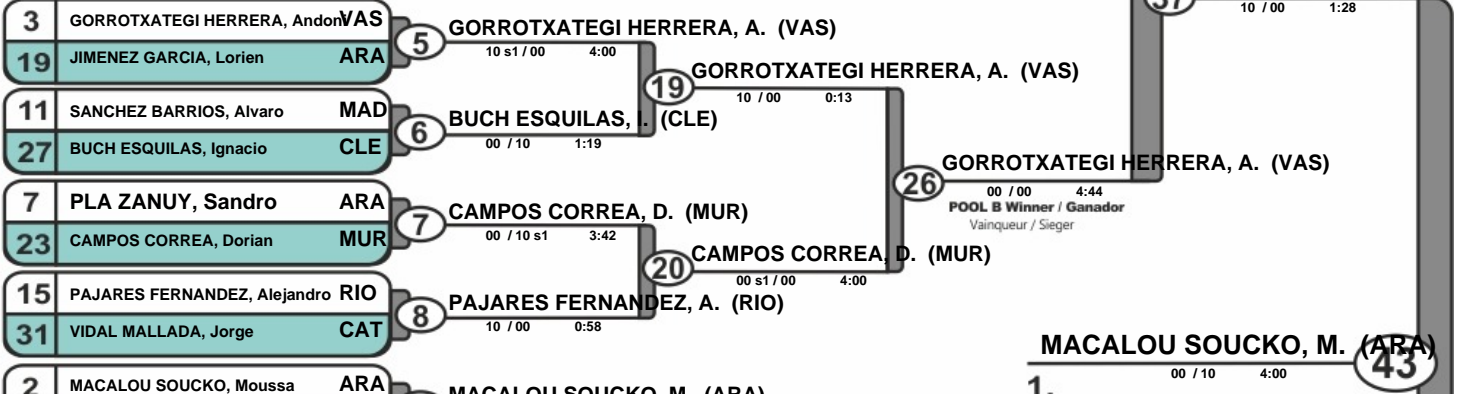 37
10 / 00 1:28
3 GORROTXATEGI HERRERA, Andoni VAS
19 JIMENEZ GARCIA, Lorien ARA
5 GORROTXATEGI HERRERA, A. (VAS)
10 s1 / 00 4:00
11 SANCHEZ BARRIOS, Alvaro MAD
27 BUCH ESQUILAS, Ignacio CLE
6 BUCH ESQUILAS, I. (CLE)
00 / 10 1:19
19 GORROTXATEGI HERRERA, A. (VAS)
10 / 00 0:13
7 PLA ZANUY, Sandro ARA
23 CAMPOS CORREA, Dorian MUR
7 CAMPOS CORREA, D. (MUR)
00 / 10 s1 3:42
15 PAJARES FERNANDEZ, Alejandro RIO
31 VIDAL MALLADA, Jorge CAT
8 PAJARES FERNANDEZ, A. (RIO)
10 / 00 0:58
20 CAMPOS CORREA, D. (MUR)
00 s1 / 00 4:00
26 GORROTXATEGI HERRERA, A. (VAS)
00 / 00 4:44
POOL B Winner / Ganador
Vainqueur / Sieger
MACALOU SOUCKO, M. (ARA)
43
00 / 10 4:00
1.
2 MACALOU SOUCKO, Moussa ARA
MACALOU SOUCKO, M. (ARA)